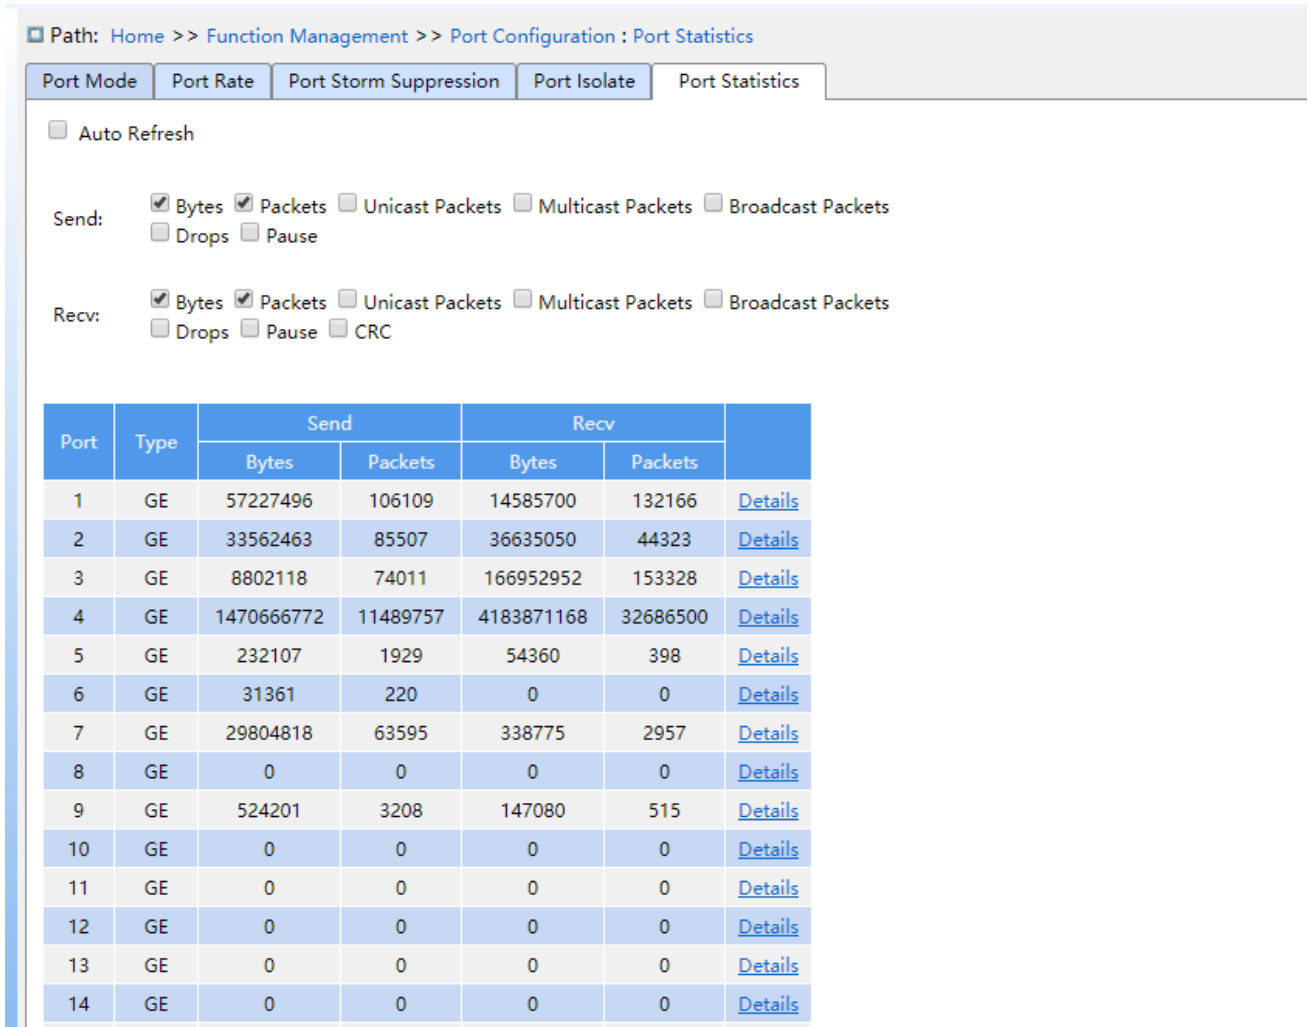 Path: Home >> Function Management >> Port Configuration : Port Statistics
Port Mode Port Rate Port Storm Suppression Port Isolate Port Statistics
Auto Refresh
Send: Bytes Packets Unicast Packets Multicast Packets Broadcast Packets
Drops Pause
Recv: Bytes Packets Unicast Packets Multicast Packets Broadcast Packets
Drops Pause CRC
Port Type Send Recv
Bytes Packets Bytes Packets
1 GE 57227496 106109 14585700 132166 Details
2 GE 33562463 85507 36635050 44323 Details
3 GE 8802118 74011 166952952 153328 Details
4 GE 1470666772 11489757 4183871168 32686500 Details
5 GE 232107 1929 54360 398 Details
6 GE 31361 220 0 0 Details
7 GE 29804818 63595 338775 2957 Details
8 GE 0 0 0 0 Details
9 GE 524201 3208 147080 515 Details
10 GE 0 0 0 0 Details
11 GE 0 0 0 0 Details
12 GE 0 0 0 0 Details
13 GE 0 0 0 0 Details
14 GE 0 0 0 0 Details